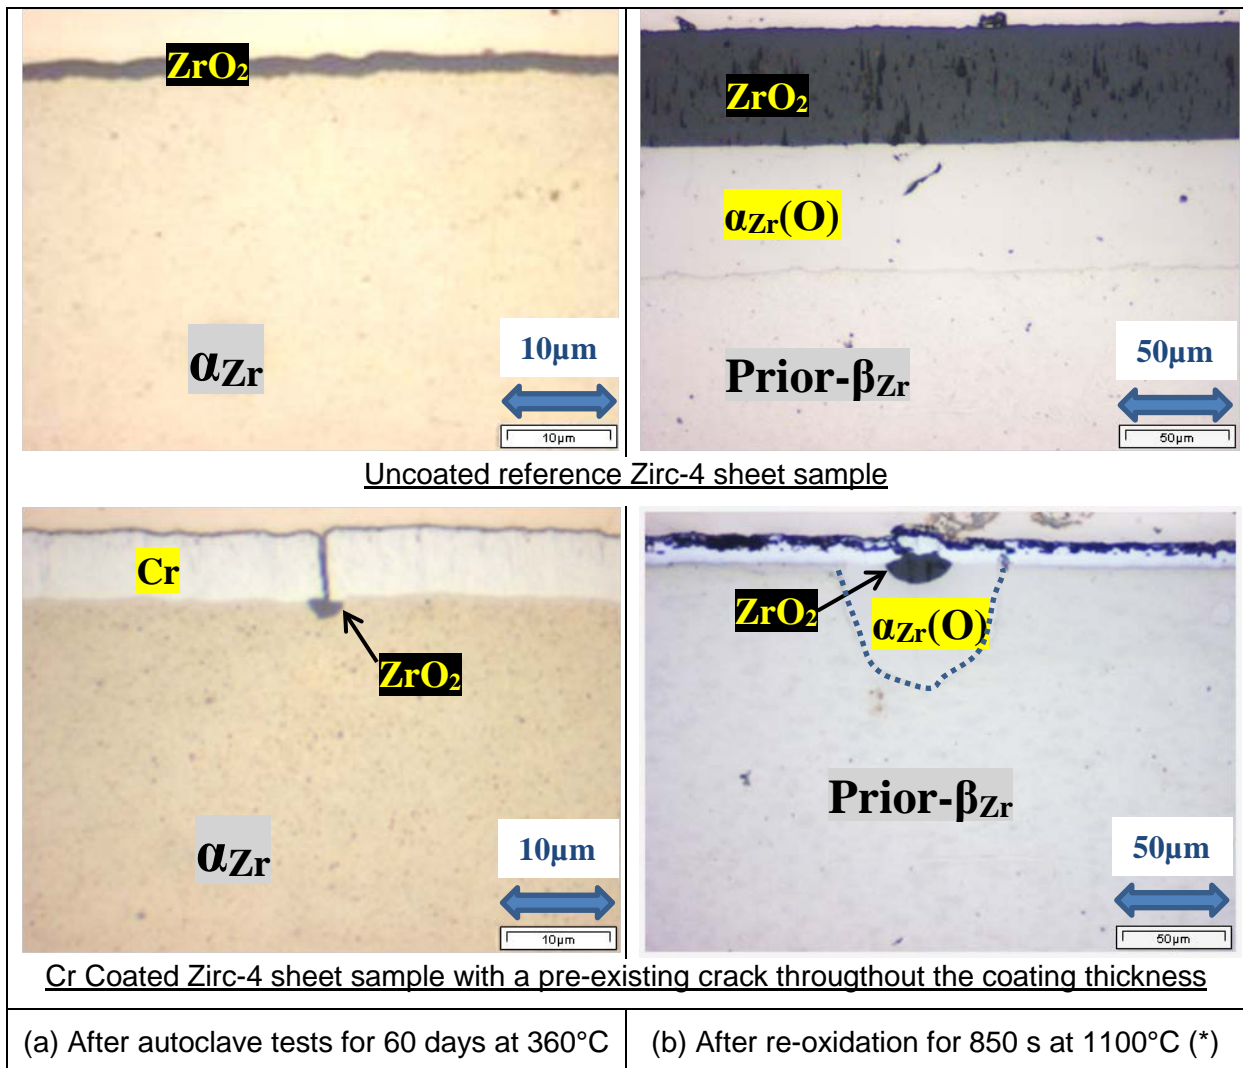 ZrO2
αZr
10µm
10µm
ZrO2
αZr(O)
Prior-βZr
50µm
50µm
Uncoated reference Zirc-4 sheet sample
Cr
ZrO2
αZr
10µm
10µm
ZrO2
αZr(O)
Prior-βZr
50µm
50µm
Cr Coated Zirc-4 sheet sample with a pre-existing crack througthout the coating thickness
(a) After autoclave tests for 60 days at 360°C
(b) After re-oxidation for 850 s at 1100°C (*)